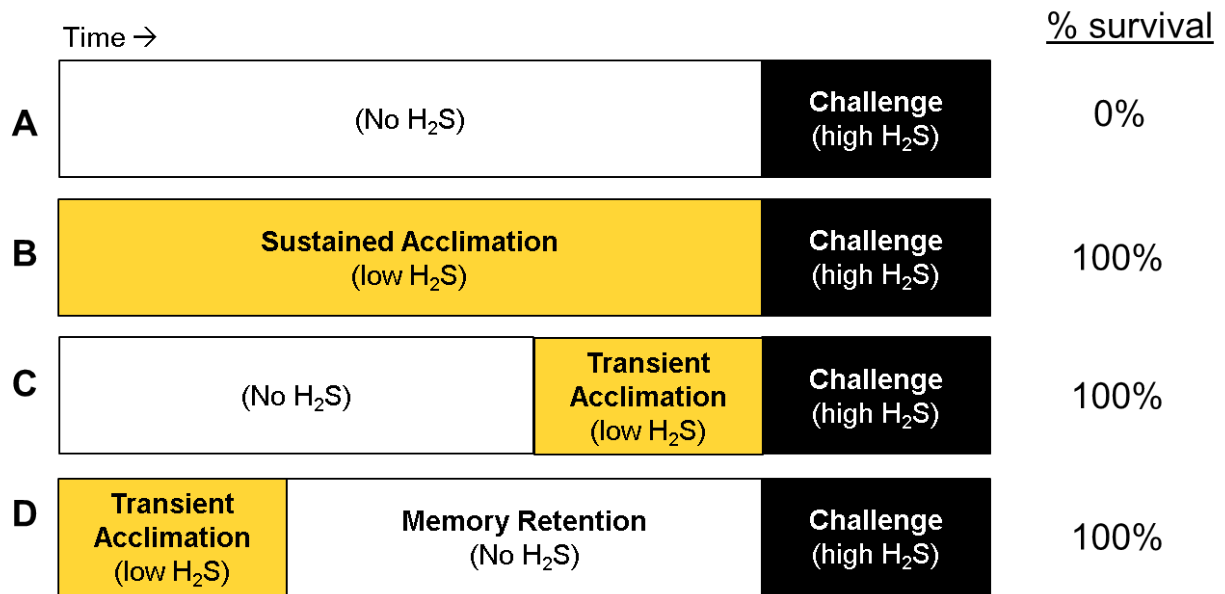 Time →
% survival
A
(No H₂S)
Challenge
(high H₂S)
0%
B
Sustained Acclimation
(low H₂S)
Challenge
(high H₂S)
100%
C
(No H₂S)
Transient
Acclimation
(low H₂S)
Challenge
(high H₂S)
100%
D
Transient
Acclimation
(low H₂S)
Memory Retention
(No H₂S)
Challenge
(high H₂S)
100%